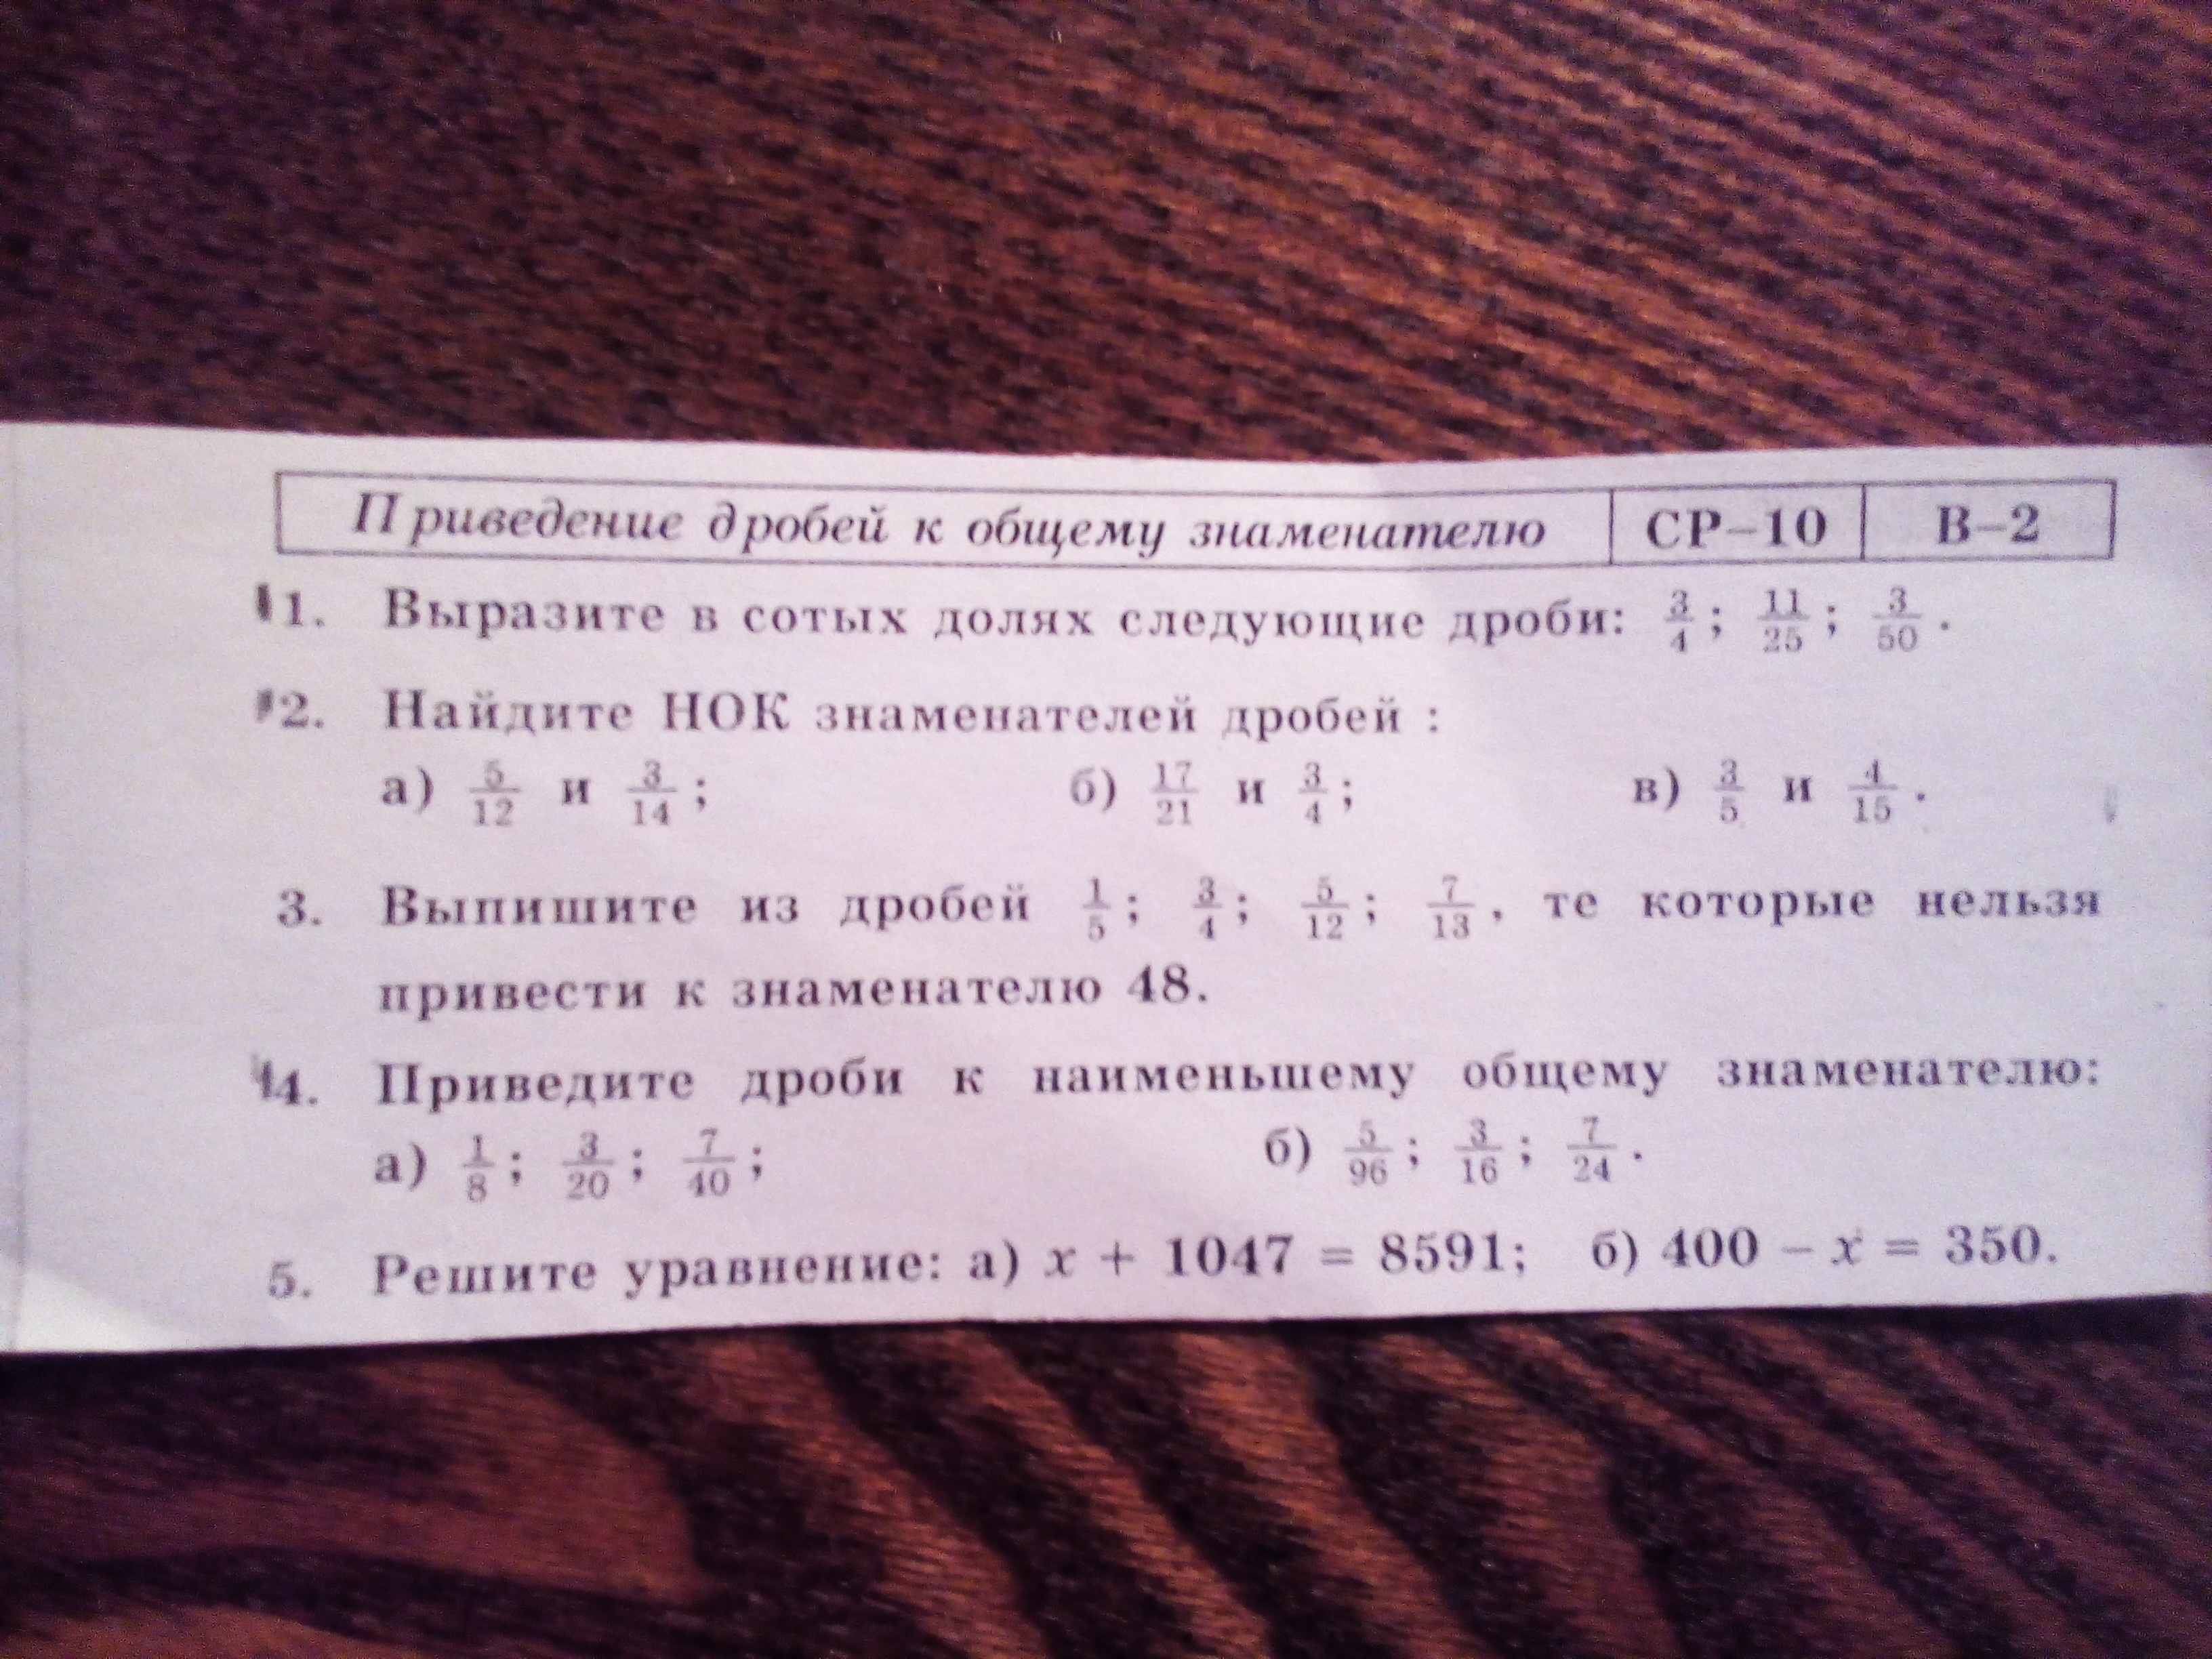 Приведение дробей к общему знаменателю СР–10 В–2
1. Выразите в сотых долях следующие дроби: 3/4; 11/25; 3/50.
2. Найдите НОК знаменателей дробей :
а) 5/12 и 3/14; б) 17/21 и 3/4; в) 3/5 и 4/15.
3. Выпишите из дробей 1/5; 3/4; 5/12; 7/13, те которые нельзя
привести к знаменателю 48.
4. Приведите дроби к наименьшему общему знаменателю:
а) 1/8; 3/20; 7/40; б) 5/96; 3/16; 7/24.
5. Решите уравнение: а) x + 1047 = 8591; б) 400 – x = 350.